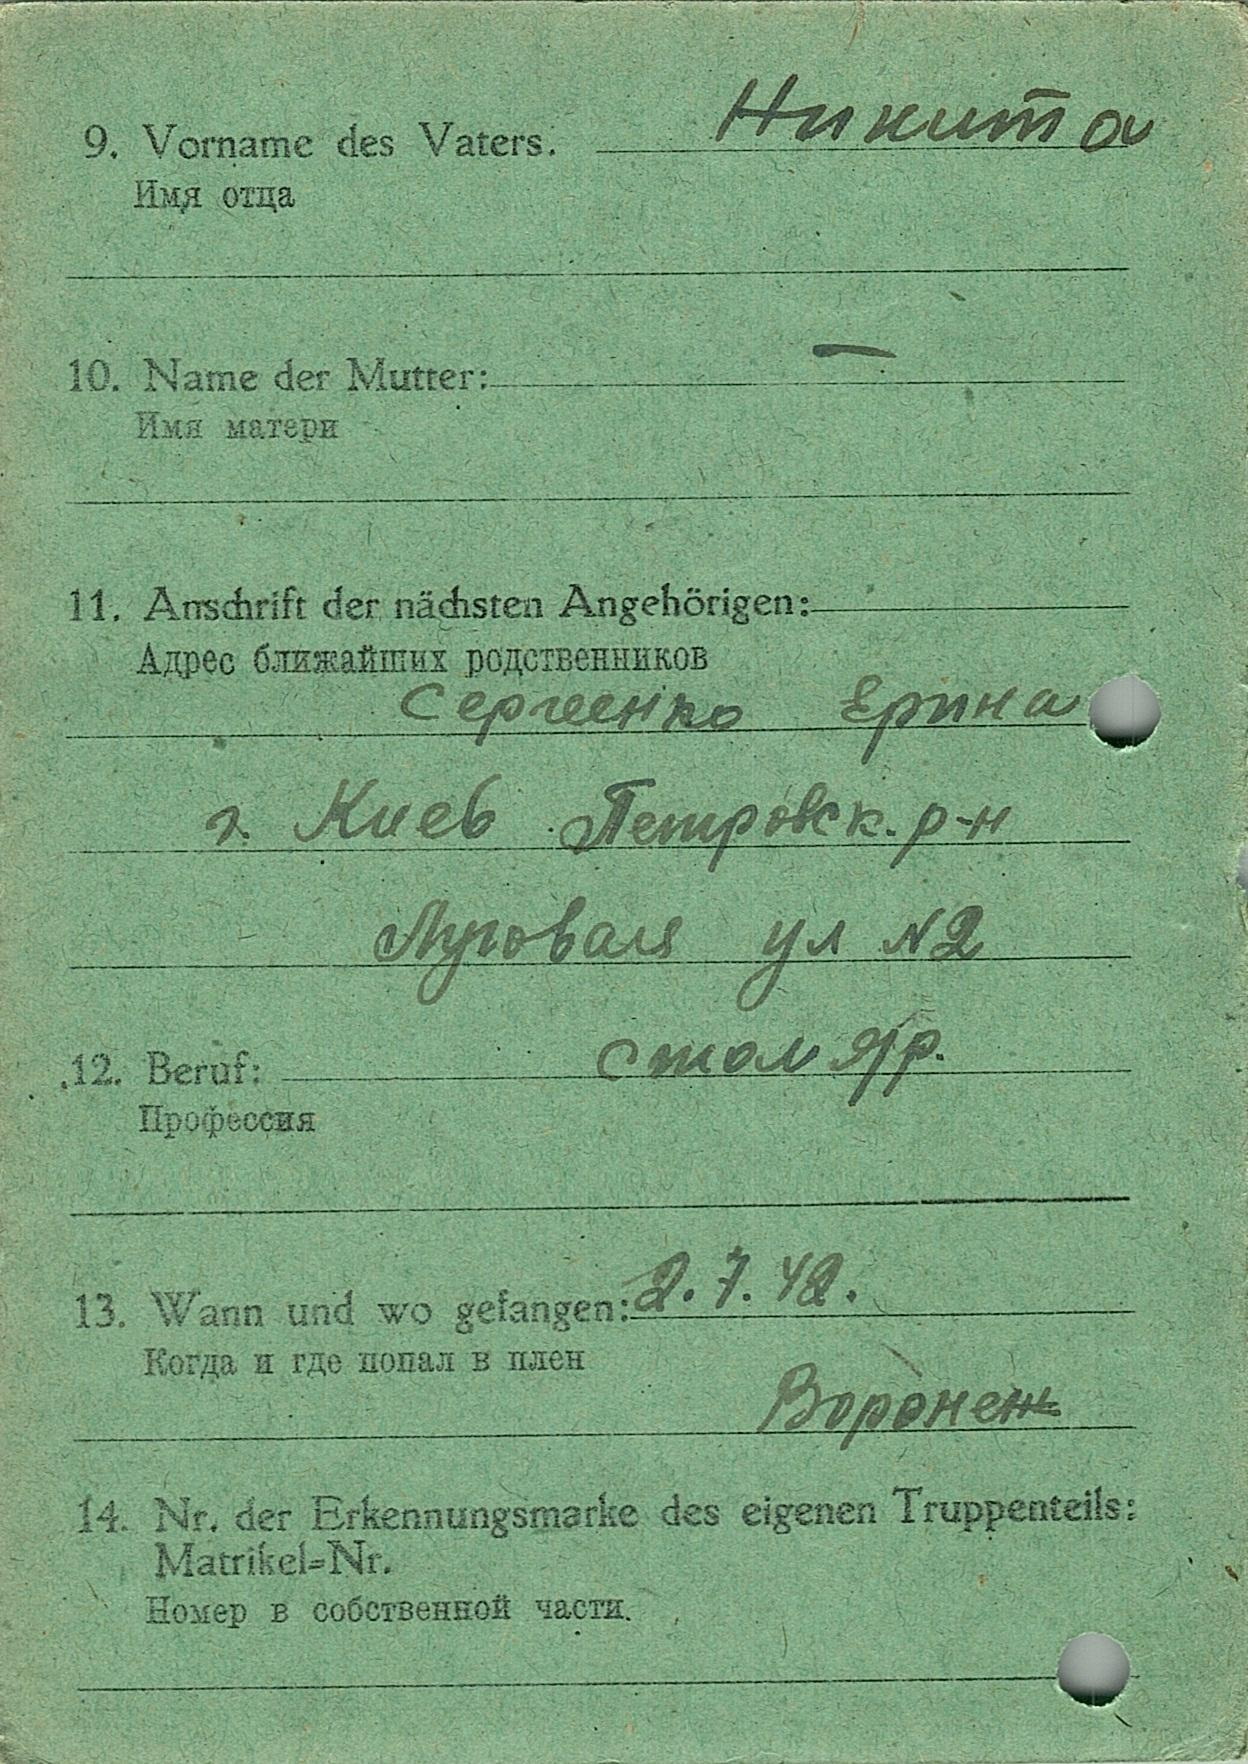 9. Vorname des Vaters. Никита
Имя отца
10. Name der Mutter: —
Имя матери
11. Anschrift der nächsten Angehörigen:
Адрес ближайших родственников
Сергиенко Ерина
г. Киев Петровск. р-н
Луговая ул №2
12. Beruf: столяр.
Профессия
13. Wann und wo gefangen: 2.7.42.
Когда и где попал в плен
Воронеж
14. Nr. der Erkennungsmarke des eigenen Truppenteils:
Matrikel=Nr.
Номер в собственной части.